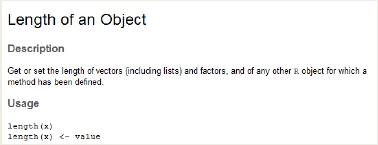 Length of an Object
Description
Get or set the length of vectors (including lists) and factors, and of any other R object for which a
method has been defined.
Usage
length(x)
length(x) <- value